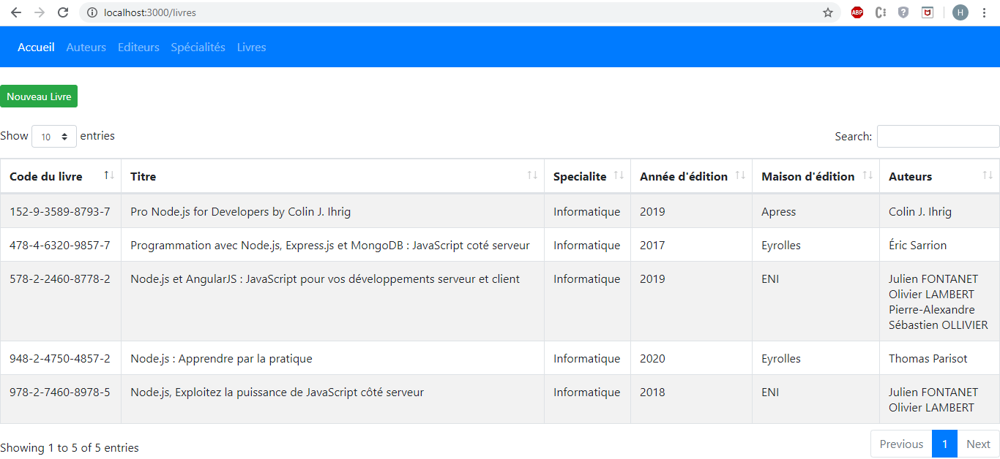 localhost:3000/livres
ABP
H
Accueil Auteurs Editeurs Spécialités Livres
Nouveau Livre
Show 10 entries Search:
Code du livre Titre Specialite Année d'édition Maison d'édition Auteurs
152-9-3589-8793-7 Pro Node.js for Developers by Colin J. Ihrig Informatique 2019 Apress Colin J. Ihrig
478-4-6320-9857-7 Programmation avec Node.js, Express.js et MongoDB : JavaScript coté serveur Informatique 2017 Eyrolles Éric Sarrion
578-2-2460-8778-2 Node.js et AngularJS : JavaScript pour vos développements serveur et client Informatique 2019 ENI Julien FONTANET
Olivier LAMBERT
Pierre-Alexandre
Sébastien OLLIVIER
948-2-4750-4857-2 Node.js : Apprendre par la pratique Informatique 2020 Eyrolles Thomas Parisot
978-2-7460-8978-5 Node.js, Exploitez la puissance de JavaScript côté serveur Informatique 2018 ENI Julien FONTANET
Olivier LAMBERT
Showing 1 to 5 of 5 entries Previous 1 Next